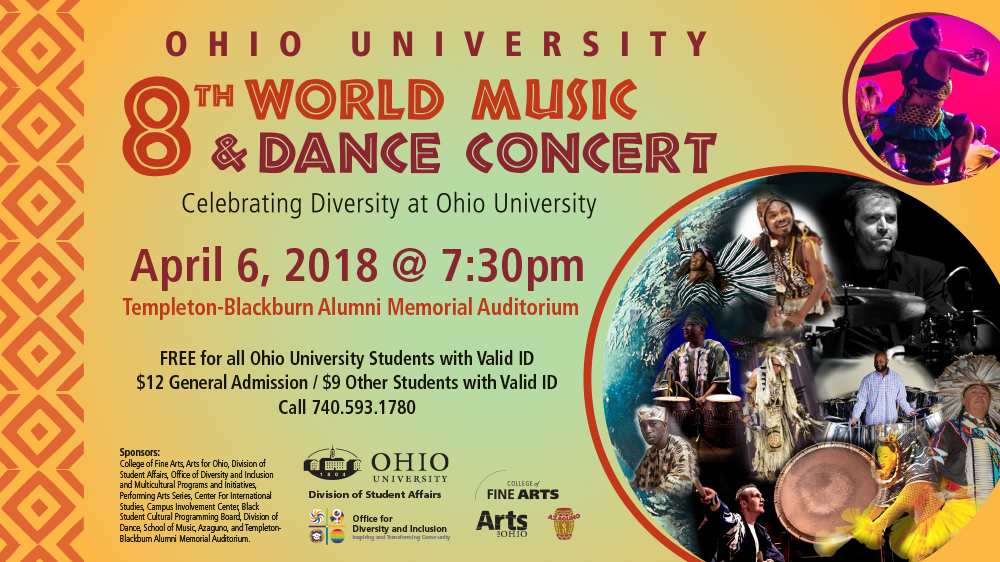 OHIO UNIVERSITY
8TH WORLD MUSIC
& DANCE CONCERT
Celebrating Diversity at Ohio University
April 6, 2018 @ 7:30pm
Templeton-Blackburn Alumni Memorial Auditorium
FREE for all Ohio University Students with Valid ID
$12 General Admission / $9 Other Students with Valid ID
Call 740.593.1780
Sponsors:
College of Fine Arts, Arts for Ohio, Division of
Student Affairs, Office of Diversity and Inclusion
and Multicultural Programs and Initiatives,
Performing Arts Series, Center For International
Studies, Campus Involvement Center, Black
Student Cultural Programming Board, Division of
Dance, School of Music, Azaguno, and Templeton-
Blackburn Alumni Memorial Auditorium.
1804
OHIO
UNIVERSITY
Division of Student Affairs
Office for
Diversity and Inclusion
Inspiring and Transforming Community
COLLEGE of
FINE ARTS
Arts
for OHIO
AZAGUNO